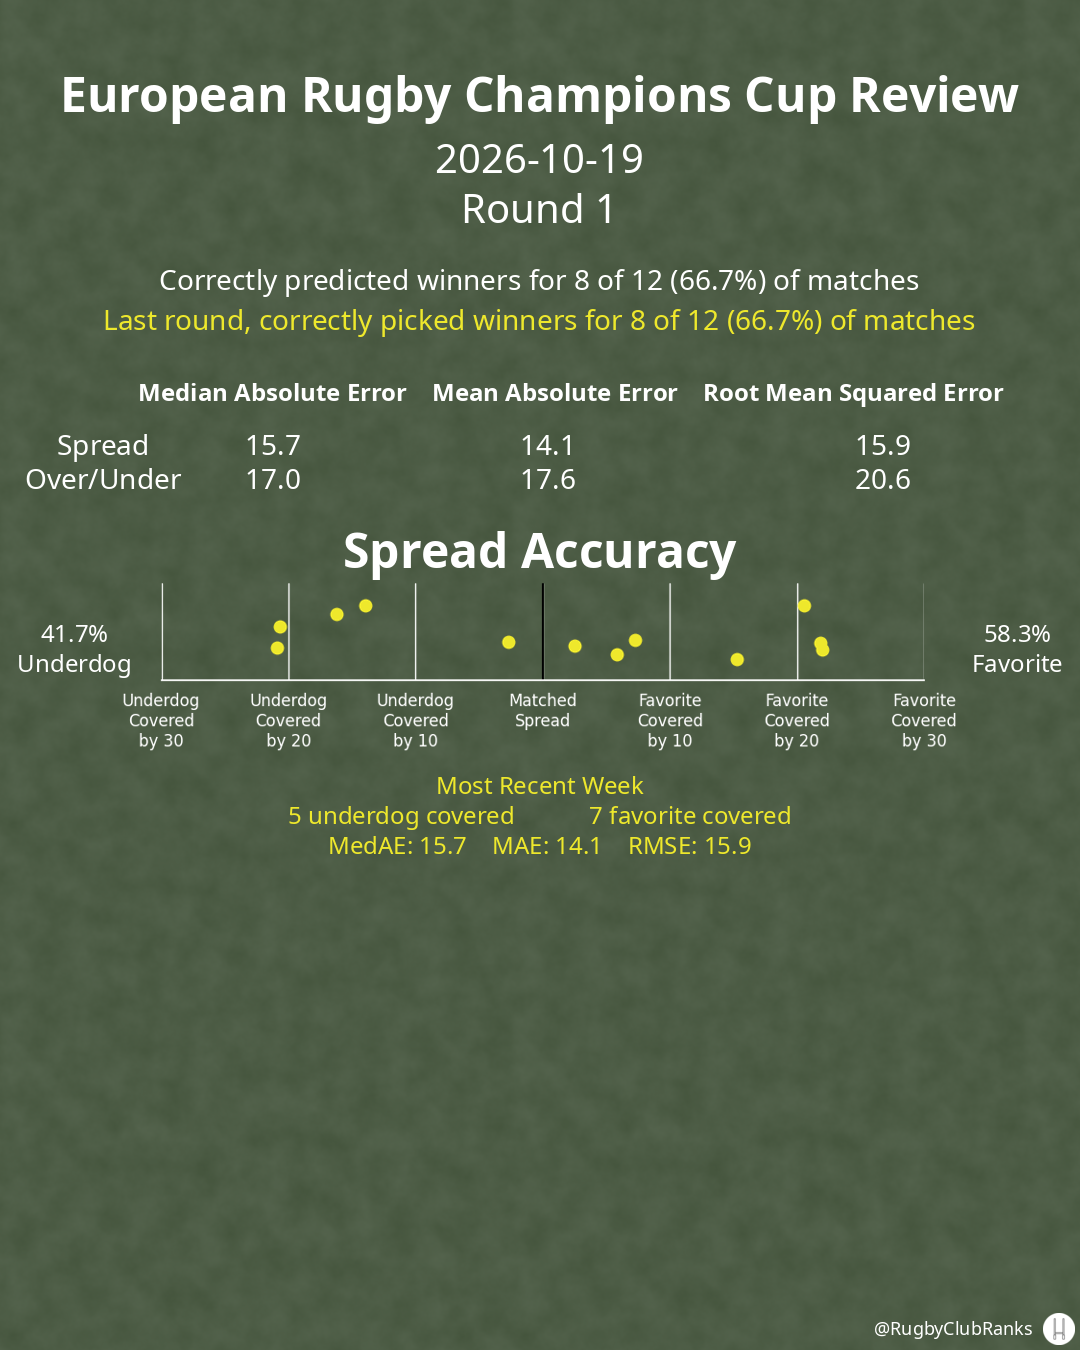 European Rugby Champions Cup Review
2026-10-19
Round 1
Correctly predicted winners for 8 of 12 (66.7%) of matches
Last round, correctly picked winners for 8 of 12 (66.7%) of matches
Median Absolute Error Mean Absolute Error Root Mean Squared Error
Spread 15.7 14.1 15.9
Over/Under 17.0 17.6 20.6
Spread Accuracy
41.7%
Underdog
58.3%
Favorite
Underdog
Covered
by 30
Underdog
Covered
by 20
Underdog
Covered
by 10
Matched
Spread
Favorite
Covered
by 10
Favorite
Covered
by 20
Favorite
Covered
by 30
Most Recent Week
5 underdog covered 7 favorite covered
MedAE: 15.7 MAE: 14.1 RMSE: 15.9
@RugbyClubRanks